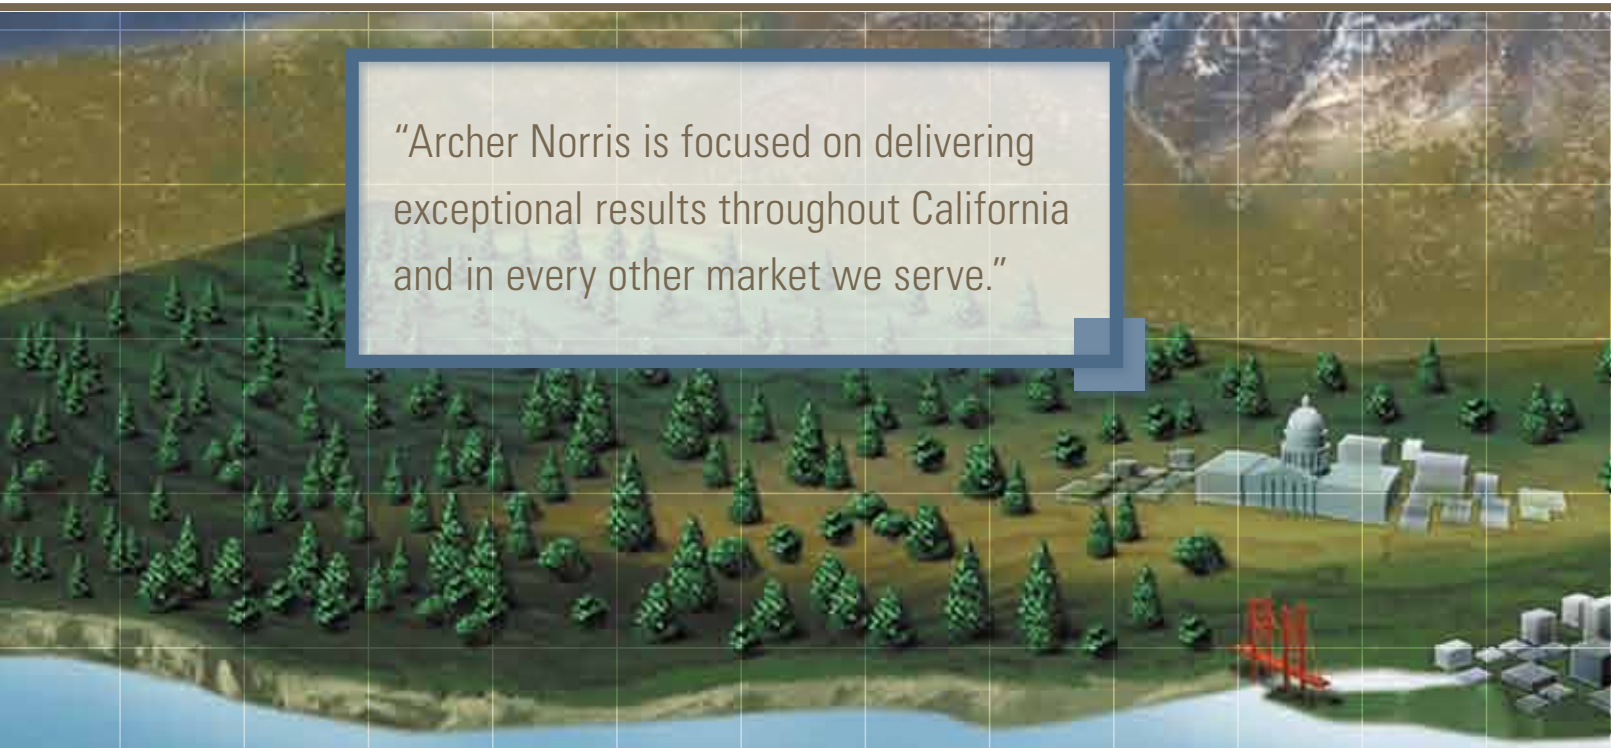 “Archer Norris is focused on delivering
exceptional results throughout California
and in every other market we serve.”